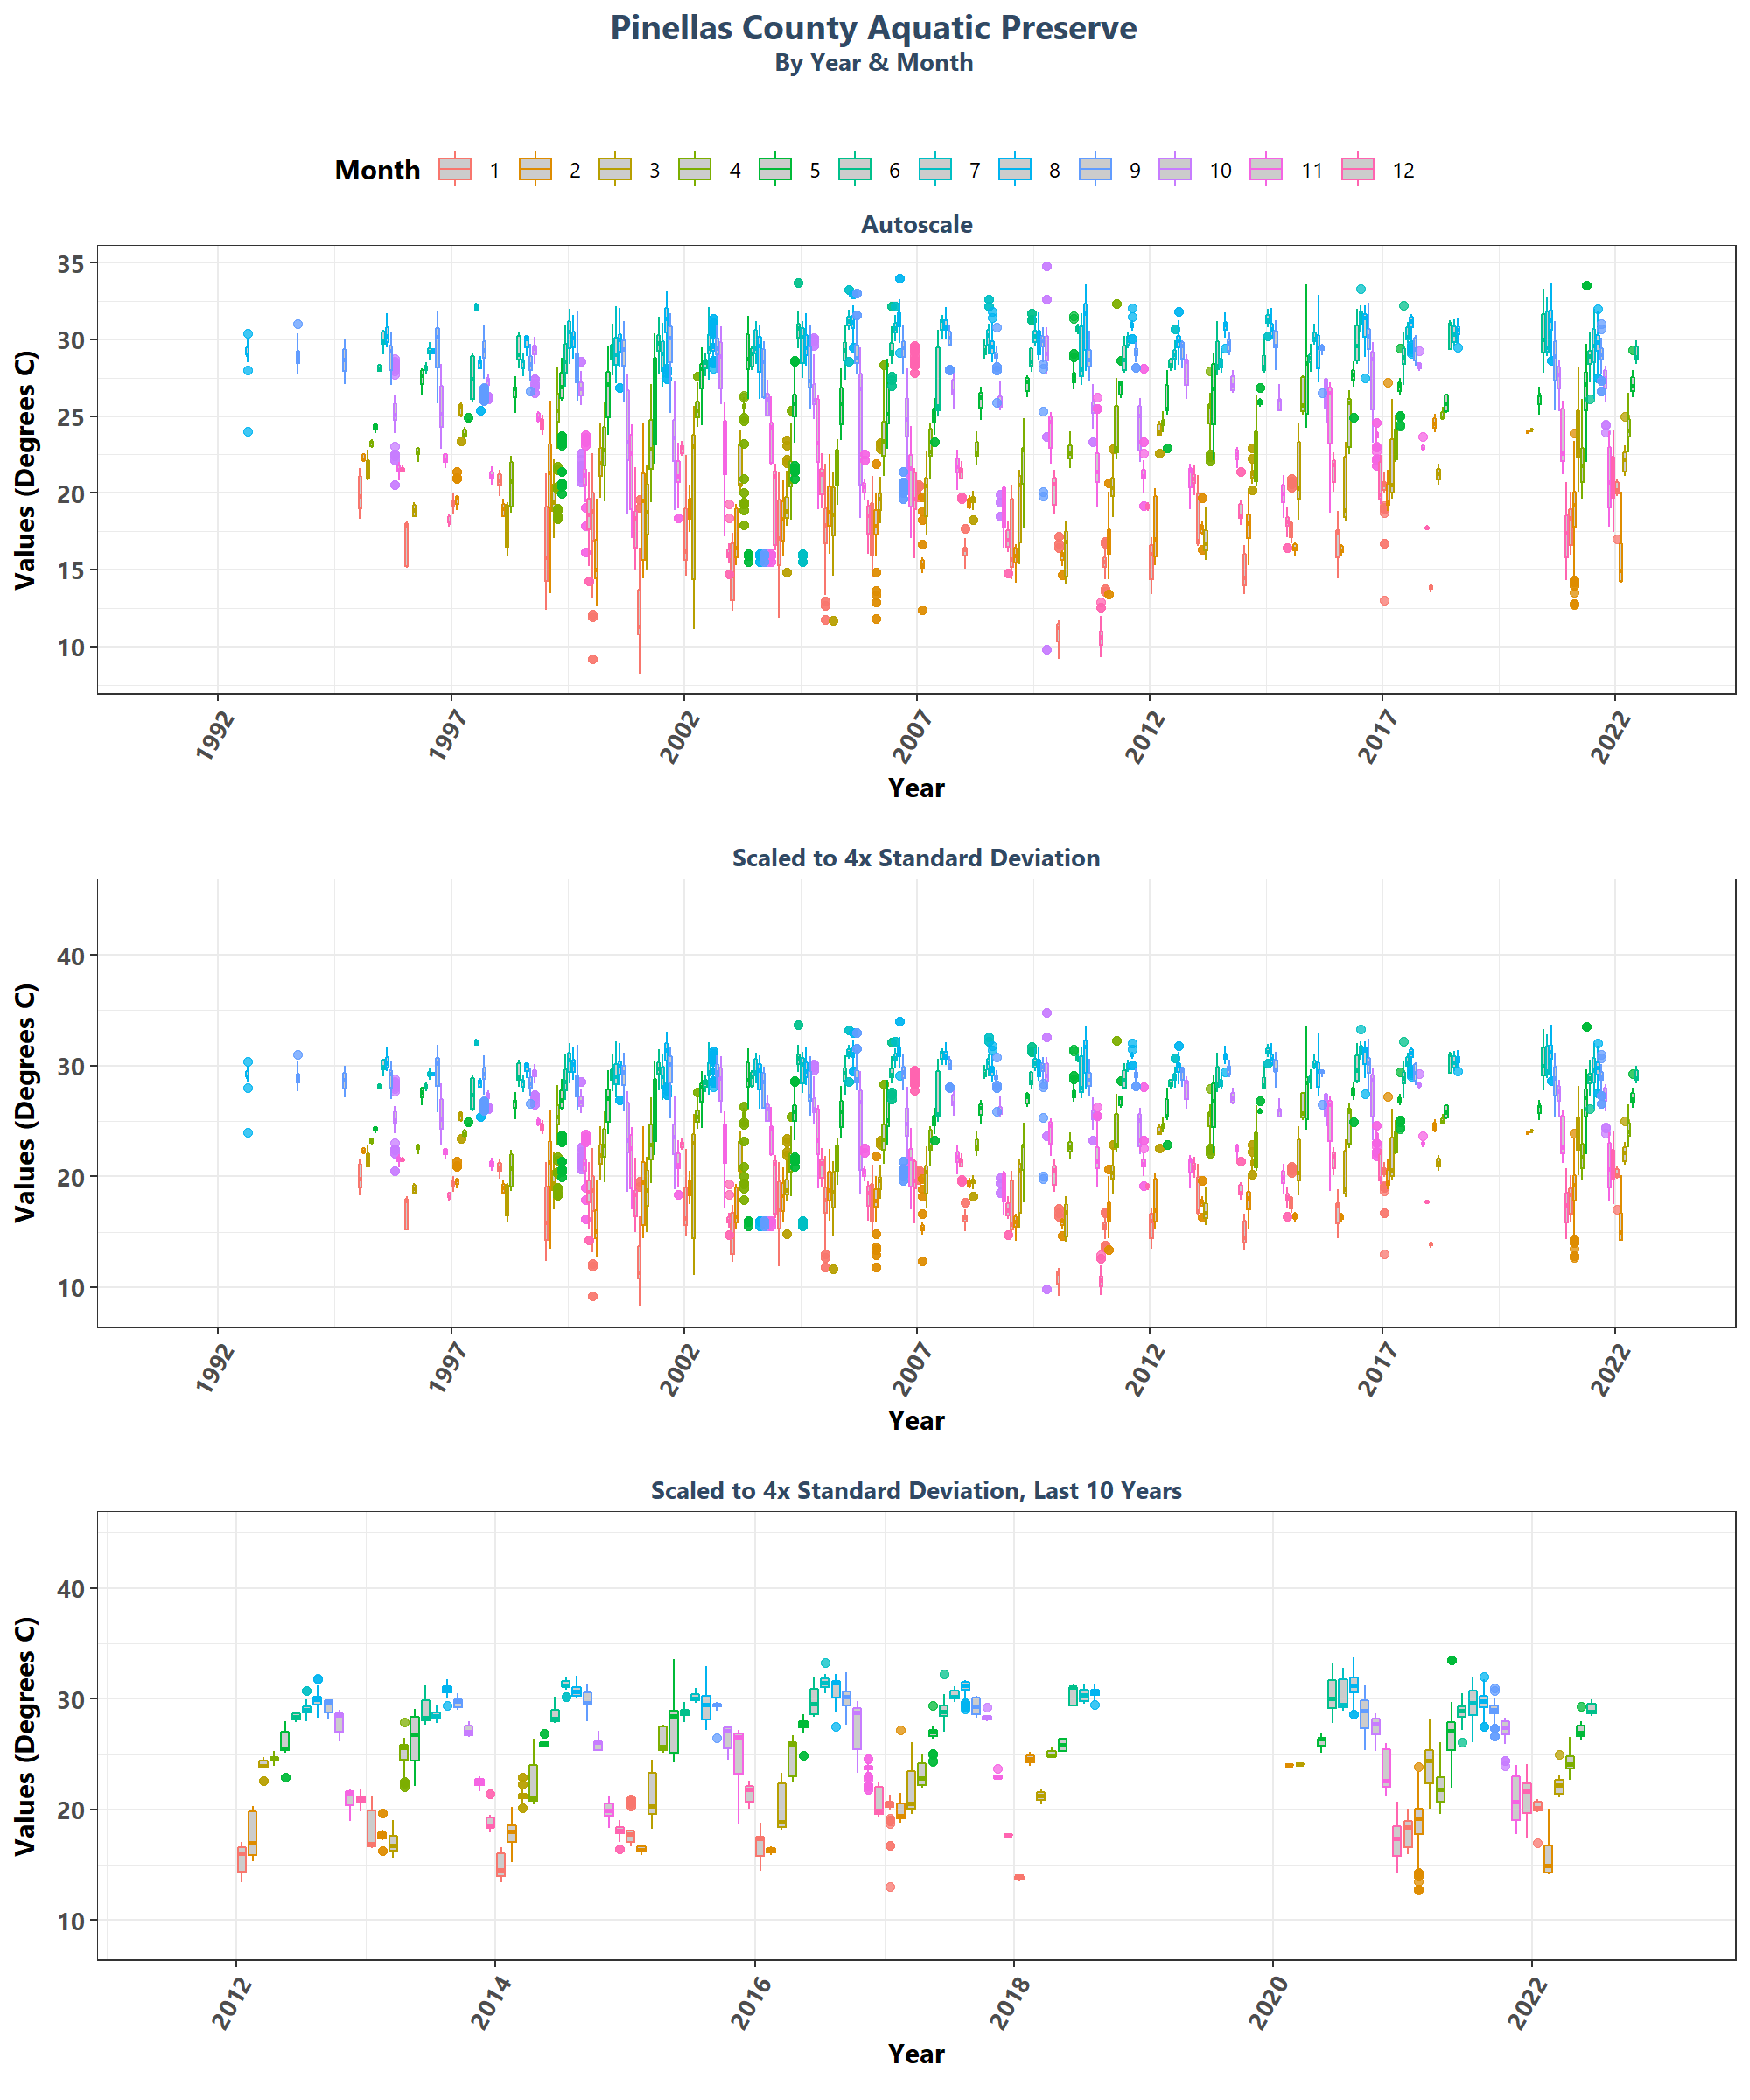 Pinellas County Aquatic Preserve
By Year & Month
Month 1 2 3 4 5 6 7 8 9 10 11 12
Autoscale
Values (Degrees C)
35
30
25
20
15
10
1992 1997 2002 2007 2012 2017 2022
Year
Scaled to 4x Standard Deviation
Values (Degrees C)
40
30
20
10
1992 1997 2002 2007 2012 2017 2022
Year
Scaled to 4x Standard Deviation, Last 10 Years
Values (Degrees C)
40
30
20
10
2012 2014 2016 2018 2020 2022
Year